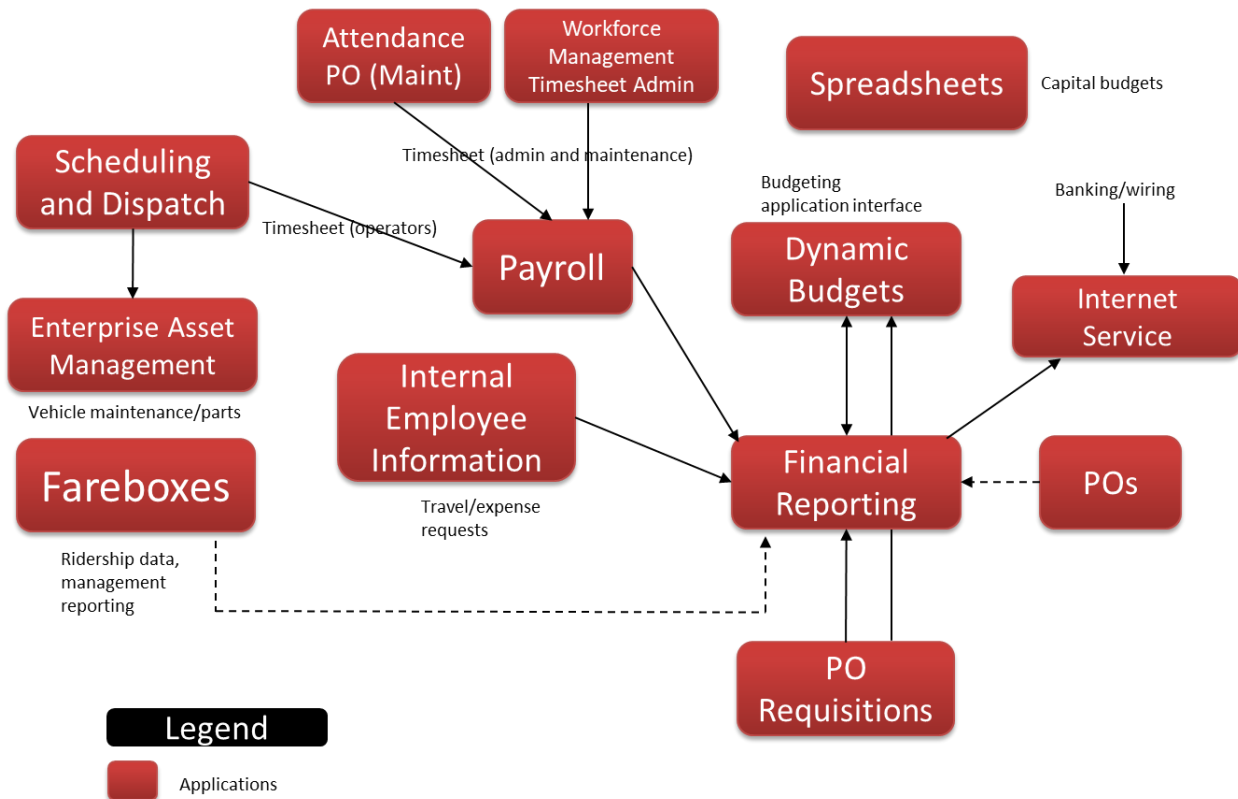 Attendance
PO (Maint)
Workforce
Management
Timesheet Admin
Spreadsheets
Capital budgets
Scheduling
and Dispatch
Timesheet (admin and maintenance)
Timesheet (operators)
Payroll
Budgeting
application interface
Dynamic
Budgets
Banking/wiring
Internet
Service
Enterprise Asset
Management
Vehicle maintenance/parts
Internal
Employee
Information
Travel/expense
requests
Fareboxes
Ridership data,
management
reporting
Financial
Reporting
POs
PO
Requisitions
Legend
Applications